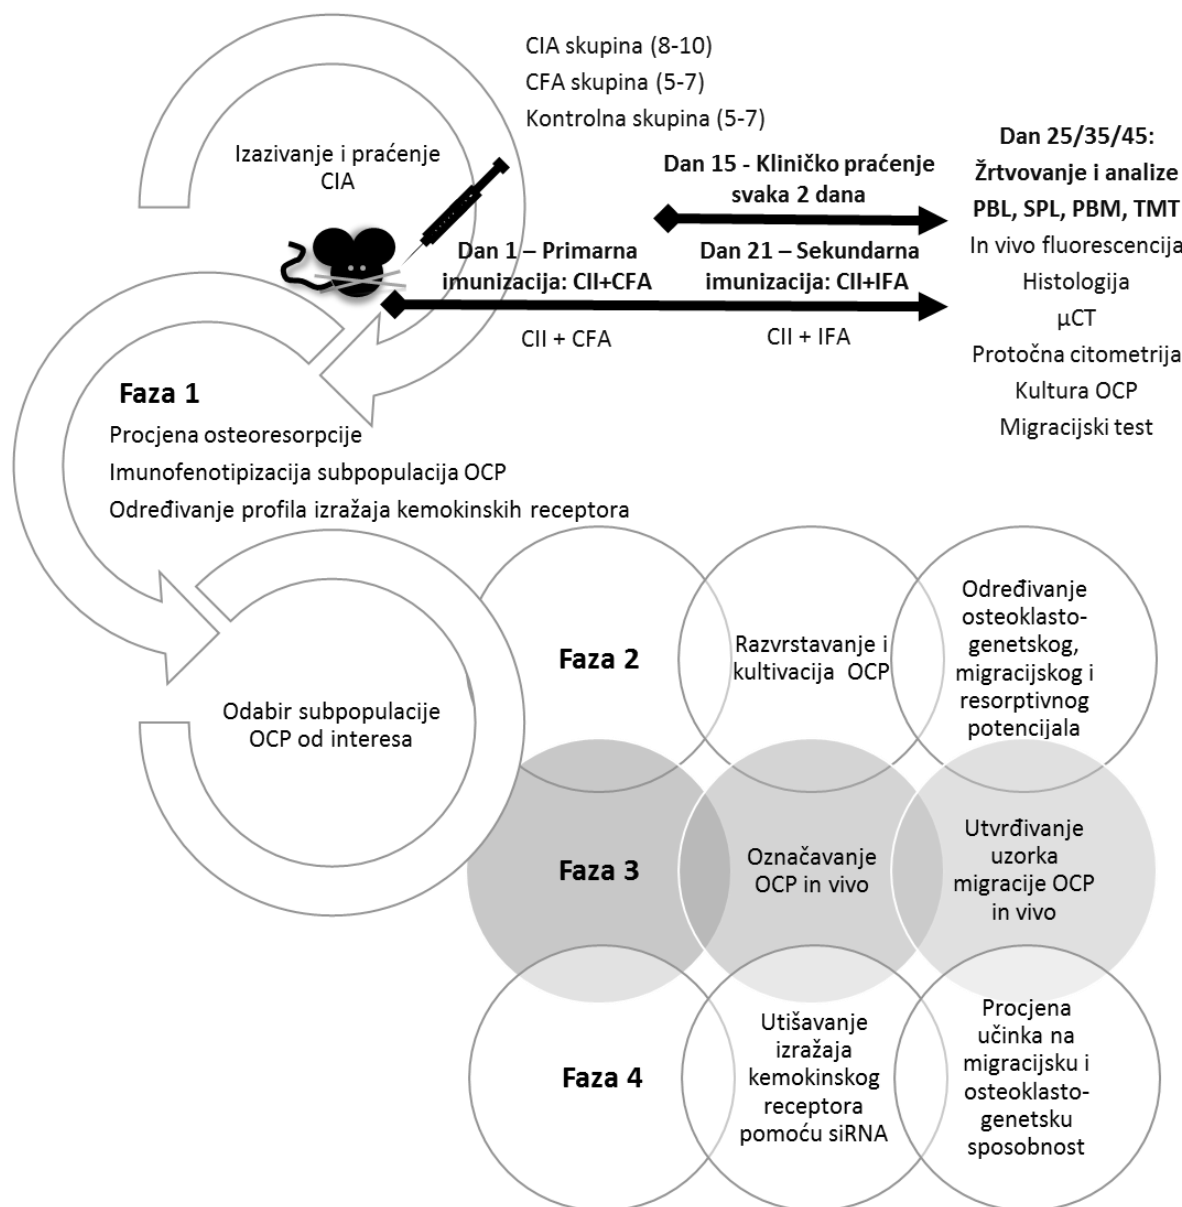 CIA skupina (8-10)
CFA skupina (5-7)
Kontrolna skupina (5-7)
Izazivanje i praćenje
CIA
Dan 15 - Kliničko praćenje
svaka 2 dana
Dan 1 – Primarna
imunizacija: CII+CFA
Dan 21 – Sekundarna
imunizacija: CII+IFA
CII + CFA
CII + IFA
Dan 25/35/45:
Žrtvovanje i analize
PBL, SPL, PBM, TMT
In vivo fluorescencija
Histologija
µCT
Protočna citometrija
Kultura OCP
Migracijski test
Faza 1
Procjena osteoresorpcije
Imunofenotipizacija subpopulacija OCP
Određivanje profila izražaja kemokinskih receptora
Odabir subpopulacije
OCP od interesa
Faza 2
Razvrstavanje i
kultivacija OCP
Određivanje
osteoklasto-
genetskog,
migracijskog i
resorptivnog
potencijala
Faza 3
Označavanje
OCP in vivo
Utvrđivanje
uzorka
migracije OCP
in vivo
Faza 4
Utišavanje
izražaja
kemokinskog
receptora
pomoću siRNA
Procjena
učinka na
migracijsku i
osteoklasto-
genetsku
sposobnost